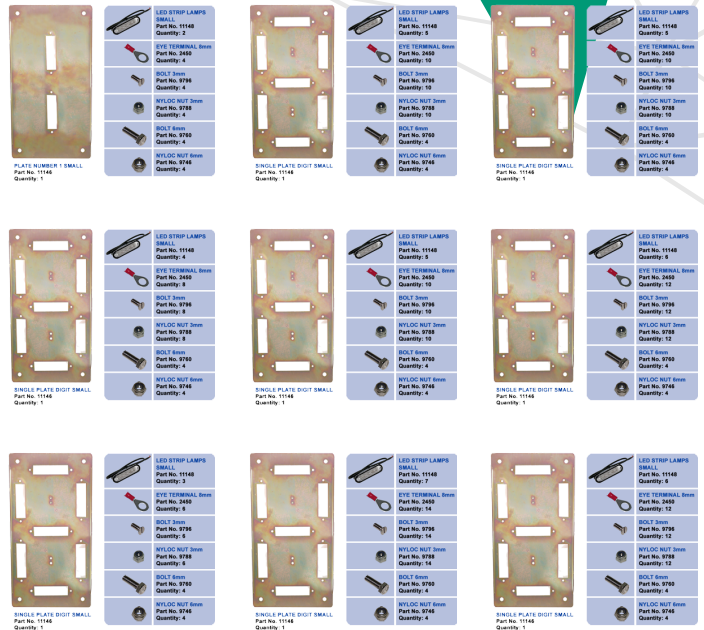 LED STRIP LAMPS
SMALL
Part No. 11148
Quantity: 2
EYE TERMINAL 8mm
Part No. 2450
Quantity: 4
BOLT 3mm
Part No. 9796
Quantity: 4
NYLOC NUT 3mm
Part No. 9788
Quantity: 4
BOLT 6mm
Part No. 9760
Quantity: 4
NYLOC NUT 6mm
Part No. 9746
Quantity: 4
PLATE NUMBER 1 SMALL
Part No. 11146
Quantity: 1
LED STRIP LAMPS
SMALL
Part No. 11148
Quantity: 5
EYE TERMINAL 8mm
Part No. 2450
Quantity: 10
BOLT 3mm
Part No. 9796
Quantity: 10
NYLOC NUT 3mm
Part No. 9788
Quantity: 10
BOLT 6mm
Part No. 9760
Quantity: 4
NYLOC NUT 6mm
Part No. 9746
Quantity: 4
SINGLE PLATE DIGIT SMALL
Part No. 11146
Quantity: 1
LED STRIP LAMPS
SMALL
Part No. 11148
Quantity: 5
EYE TERMINAL 8mm
Part No. 2450
Quantity: 10
BOLT 3mm
Part No. 9796
Quantity: 10
NYLOC NUT 3mm
Part No. 9788
Quantity: 10
BOLT 6mm
Part No. 9760
Quantity: 4
NYLOC NUT 6mm
Part No. 9746
Quantity: 4
SINGLE PLATE DIGIT SMALL
Part No. 11146
Quantity: 1
LED STRIP LAMPS
SMALL
Part No. 11148
Quantity: 4
EYE TERMINAL 8mm
Part No. 2450
Quantity: 8
BOLT 3mm
Part No. 9796
Quantity: 8
NYLOC NUT 3mm
Part No. 9788
Quantity: 8
BOLT 6mm
Part No. 9760
Quantity: 4
NYLOC NUT 6mm
Part No. 9746
Quantity: 4
SINGLE PLATE DIGIT SMALL
Part No. 11146
Quantity: 1
LED STRIP LAMPS
SMALL
Part No. 11148
Quantity: 5
EYE TERMINAL 8mm
Part No. 2450
Quantity: 10
BOLT 3mm
Part No. 9796
Quantity: 10
NYLOC NUT 3mm
Part No. 9788
Quantity: 10
BOLT 6mm
Part No. 9760
Quantity: 4
NYLOC NUT 6mm
Part No. 9746
Quantity: 4
SINGLE PLATE DIGIT SMALL
Part No. 11146
Quantity: 1
LED STRIP LAMPS
SMALL
Part No. 11148
Quantity: 6
EYE TERMINAL 8mm
Part No. 2450
Quantity: 12
BOLT 3mm
Part No. 9796
Quantity: 12
NYLOC NUT 3mm
Part No. 9788
Quantity: 12
BOLT 6mm
Part No. 9760
Quantity: 4
NYLOC NUT 6mm
Part No. 9746
Quantity: 4
SINGLE PLATE DIGIT SMALL
Part No. 11146
Quantity: 1
LED STRIP LAMPS
SMALL
Part No. 11148
Quantity: 3
EYE TERMINAL 8mm
Part No. 2450
Quantity: 6
BOLT 3mm
Part No. 9796
Quantity: 6
NYLOC NUT 3mm
Part No. 9788
Quantity: 6
BOLT 6mm
Part No. 9760
Quantity: 4
NYLOC NUT 6mm
Part No. 9746
Quantity: 4
SINGLE PLATE DIGIT SMALL
Part No. 11146
Quantity: 1
LED STRIP LAMPS
SMALL
Part No. 11148
Quantity: 7
EYE TERMINAL 8mm
Part No. 2450
Quantity: 14
BOLT 3mm
Part No. 9796
Quantity: 14
NYLOC NUT 3mm
Part No. 9788
Quantity: 14
BOLT 6mm
Part No. 9760
Quantity: 4
NYLOC NUT 6mm
Part No. 9746
Quantity: 4
SINGLE PLATE DIGIT SMALL
Part No. 11146
Quantity: 1
LED STRIP LAMPS
SMALL
Part No. 11148
Quantity: 6
EYE TERMINAL 8mm
Part No. 2450
Quantity: 12
BOLT 3mm
Part No. 9796
Quantity: 12
NYLOC NUT 3mm
Part No. 9788
Quantity: 12
BOLT 6mm
Part No. 9760
Quantity: 4
NYLOC NUT 6mm
Part No. 9746
Quantity: 4
SINGLE PLATE DIGIT SMALL
Part No. 11146
Quantity: 1